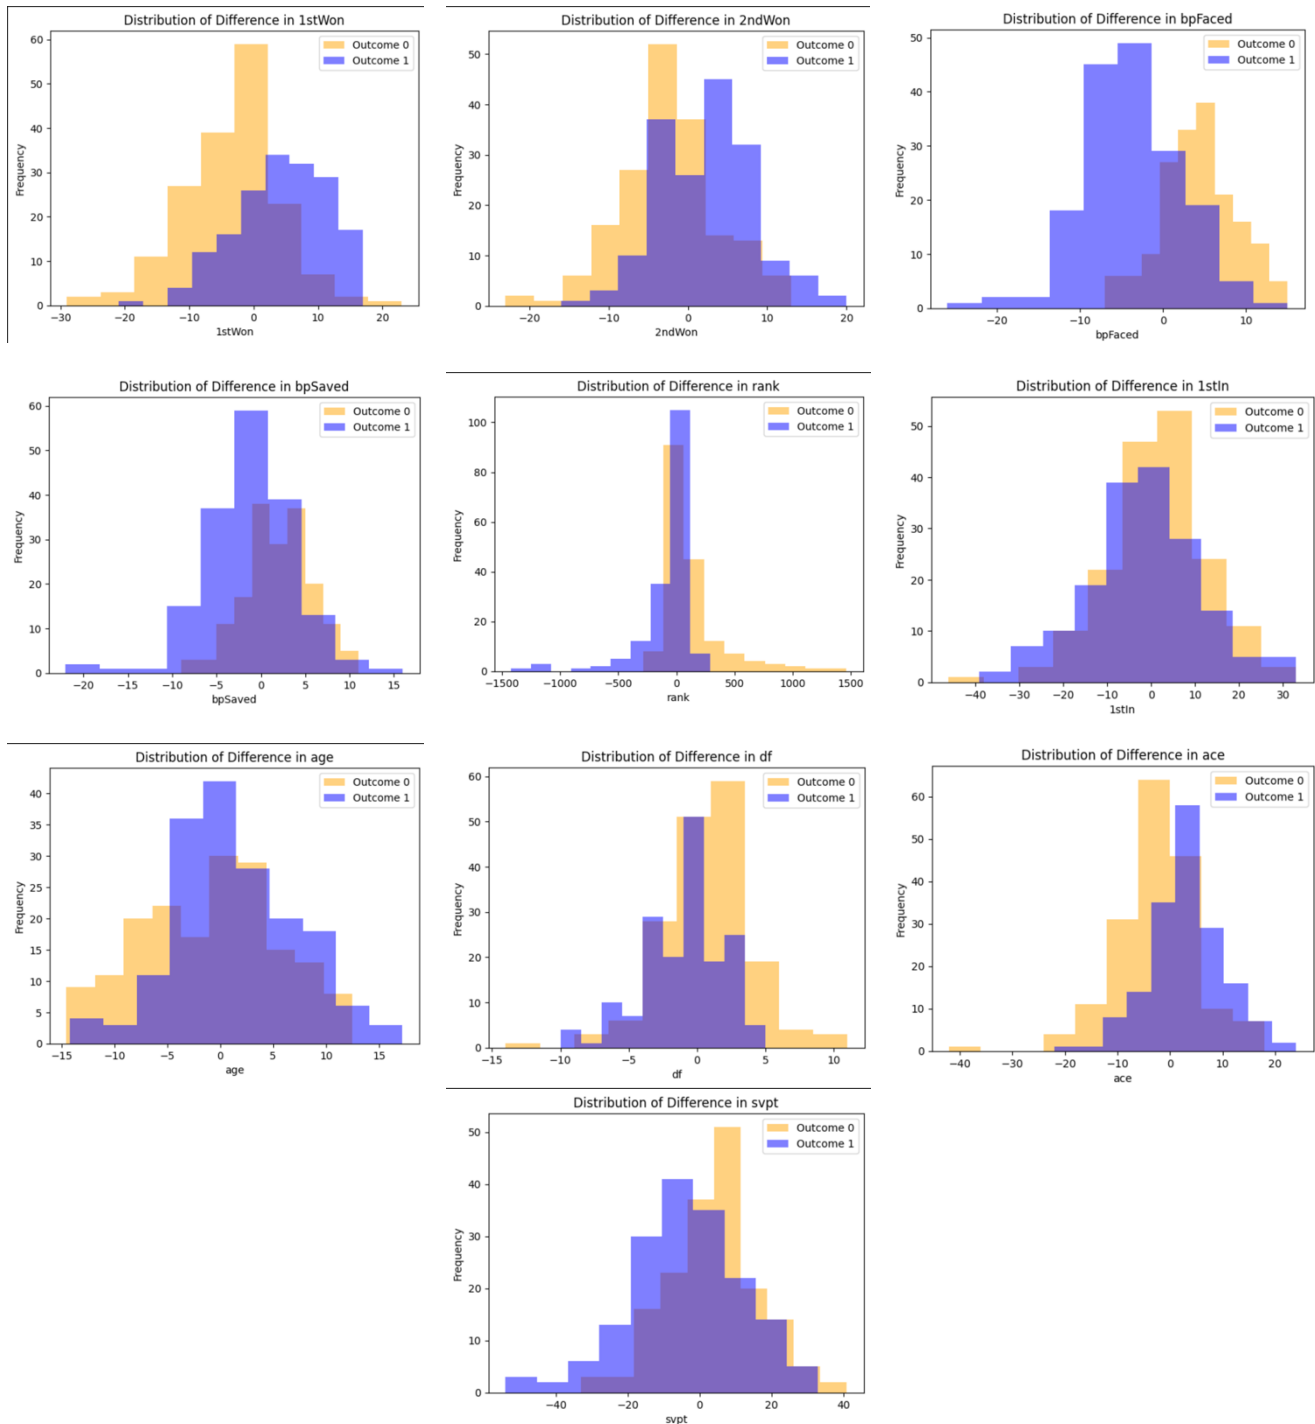 Distribution of Difference in 1stWon
Outcome 0
Outcome 1
Frequency
60
50
40
30
20
10
0
−30 −20 −10 0 10 20
1stWon
Distribution of Difference in 2ndWon
Outcome 0
Outcome 1
Frequency
50
40
30
20
10
0
−20 −10 0 10 20
2ndWon
Distribution of Difference in bpFaced
Outcome 0
Outcome 1
Frequency
50
40
30
20
10
0
−20 −10 0 10
bpFaced
Distribution of Difference in bpSaved
Outcome 0
Outcome 1
Frequency
60
50
40
30
20
10
0
−20 −15 −10 −5 0 5 10 15
bpSaved
Distribution of Difference in rank
Outcome 0
Outcome 1
Frequency
100
80
60
40
20
0
−1500 −1000 −500 0 500 1000 1500
rank
Distribution of Difference in 1stIn
Outcome 0
Outcome 1
Frequency
50
40
30
20
10
0
−40 −30 −20 −10 0 10 20 30
1stIn
Distribution of Difference in age
Outcome 0
Outcome 1
Frequency
40
35
30
25
20
15
10
5
0
−15 −10 −5 0 5 10 15
age
Distribution of Difference in df
Outcome 0
Outcome 1
Frequency
60
50
40
30
20
10
0
−15 −10 −5 0 5 10
df
Distribution of Difference in ace
Outcome 0
Outcome 1
Frequency
60
50
40
30
20
10
0
−40 −30 −20 −10 0 10 20
ace
Distribution of Difference in svpt
Outcome 0
Outcome 1
Frequency
50
40
30
20
10
0
−40 −20 0 20 40
svpt